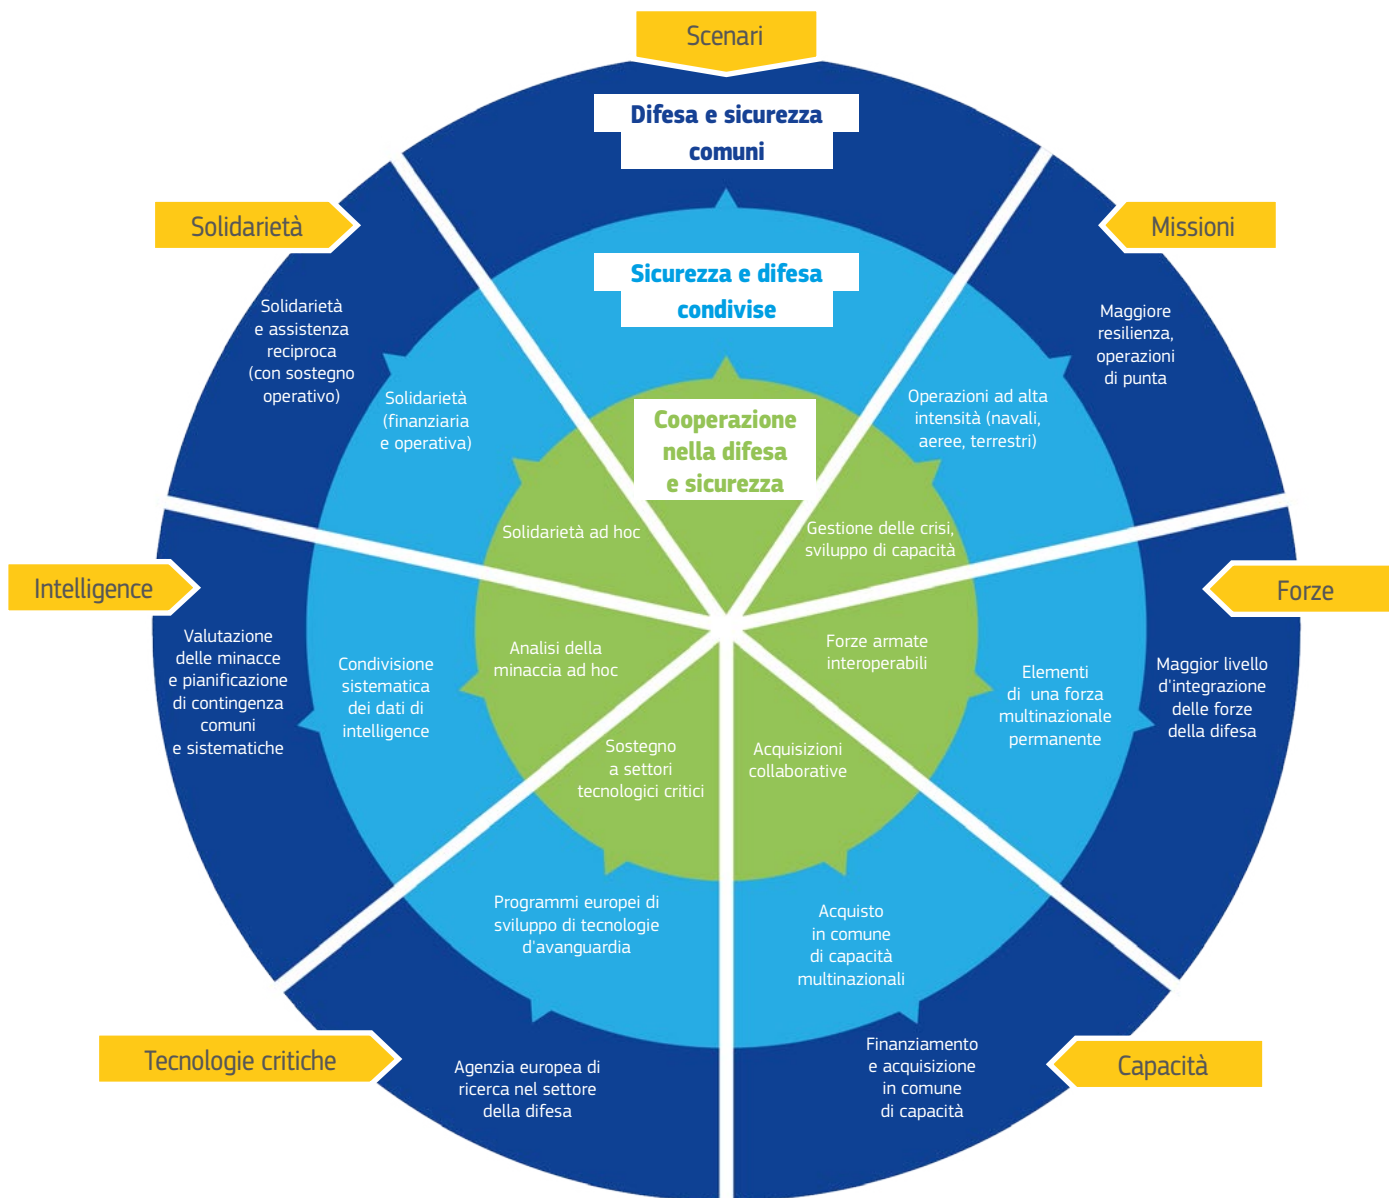 Scenari
Difesa e sicurezza
comuni
Sicurezza e difesa
condivise
Cooperazione
nella difesa
e sicurezza
Missioni
Maggiore
resilienza,
operazioni
di punta
Operazioni ad alta
intensità (navali,
aeree, terrestri)
Gestione delle crisi,
sviluppo di capacità
Forze
Maggior livello
d'integrazione
delle forze
della difesa
Elementi
di una forza
multinazionale
permanente
Forze armate
interoperabili
Capacità
Finanziamento
e acquisizione
in comune
di capacità
Acquisto
in comune
di capacità
multinazionali
Acquisizioni
collaborative
Tecnologie critiche
Agenzia europea di
ricerca nel settore
della difesa
Programmi europei di
sviluppo di tecnologie
d'avanguardia
Sostegno
a settori
tecnologici critici
Intelligence
Valutazione
delle minacce
e pianificazione
di contingenza
comuni
e sistematiche
Condivisione
sistematica
dei dati di
intelligence
Analisi della
minaccia ad hoc
Solidarietà
Solidarietà
e assistenza
reciproca
(con sostegno
operativo)
Solidarietà
(finanziaria
e operativa)
Solidarietà ad hoc